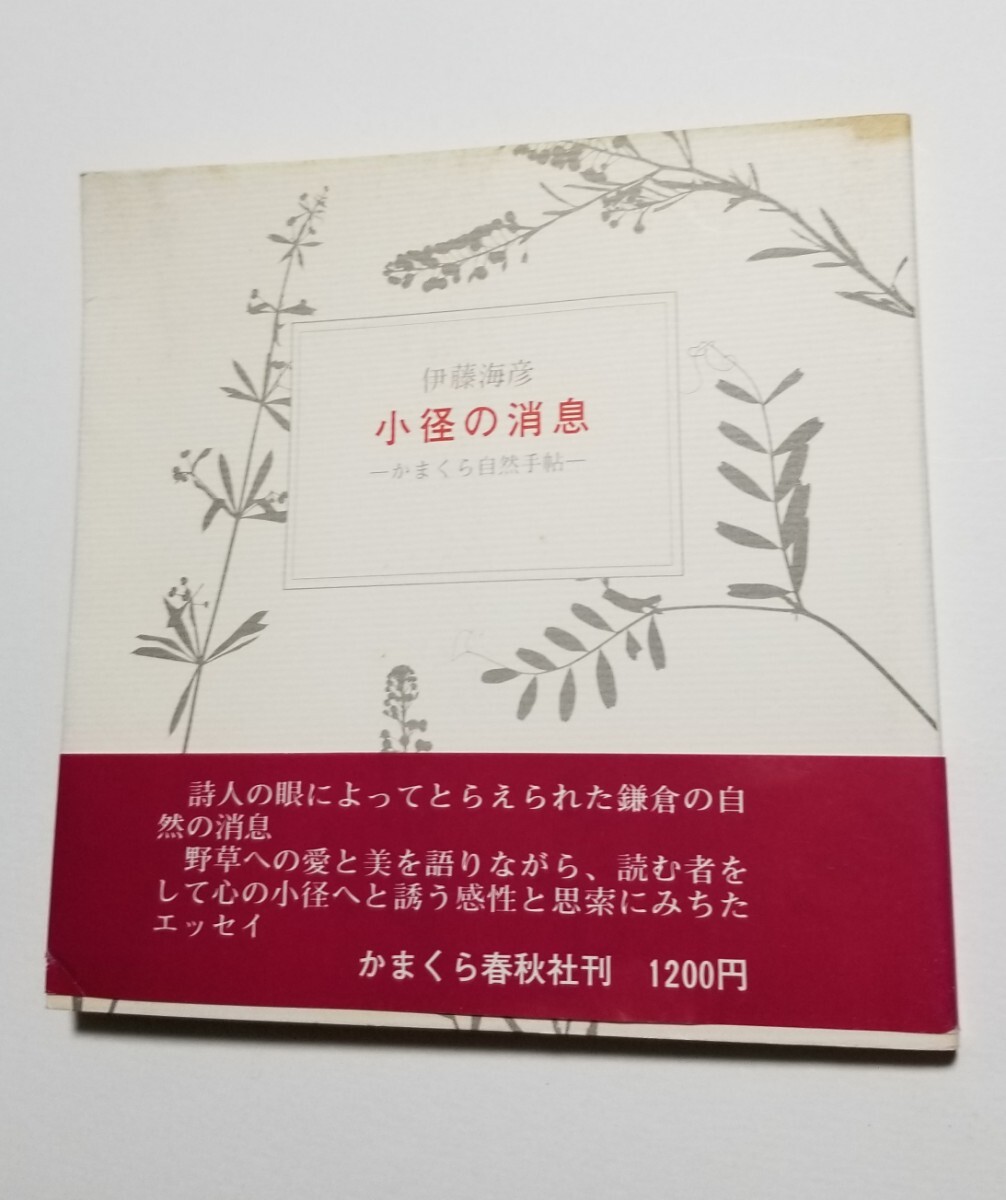 伊藤海彦
小径の消息
―かまくら自然手帖―
詩人の眼によってとらえられた鎌倉の自
然の消息
野草への愛と美を語りながら、読む者を
して心の小径へと誘う感性と思索にみちた
エッセイ
かまくら春秋社刊 1200円